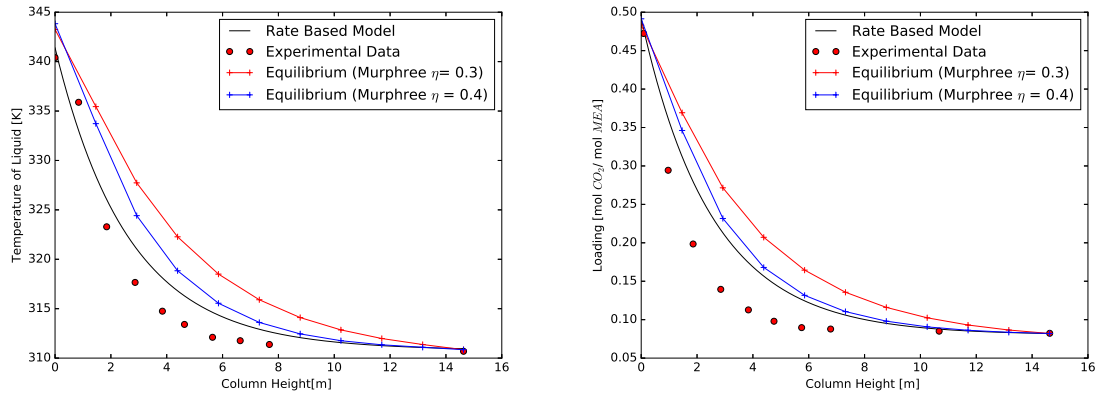 345
340
335
330
325
320
315
310
Temperature of Liquid [K]
0 2 4 6 8 10 12 14 16
Column Height[m]
Rate Based Model
Experimental Data
Equilibrium (Murphree η= 0.3)
Equilibrium (Murphree η = 0.4)
0.50
0.45
0.40
0.35
0.30
0.25
0.20
0.15
0.10
0.05
Loading [mol CO₂/ mol MEA]
0 2 4 6 8 10 12 14 16
Column Height [m]
Rate Based Model
Experimental Data
Equilibrium (Murphree η= 0.3)
Equilibrium (Murphree η = 0.4)